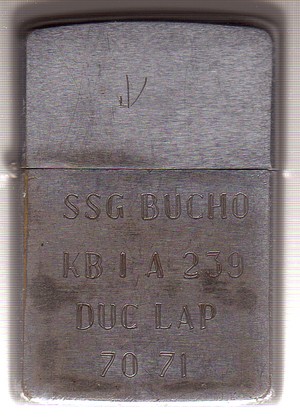 SSG BUCHO
KB I A 239
DUC LAP
70 71